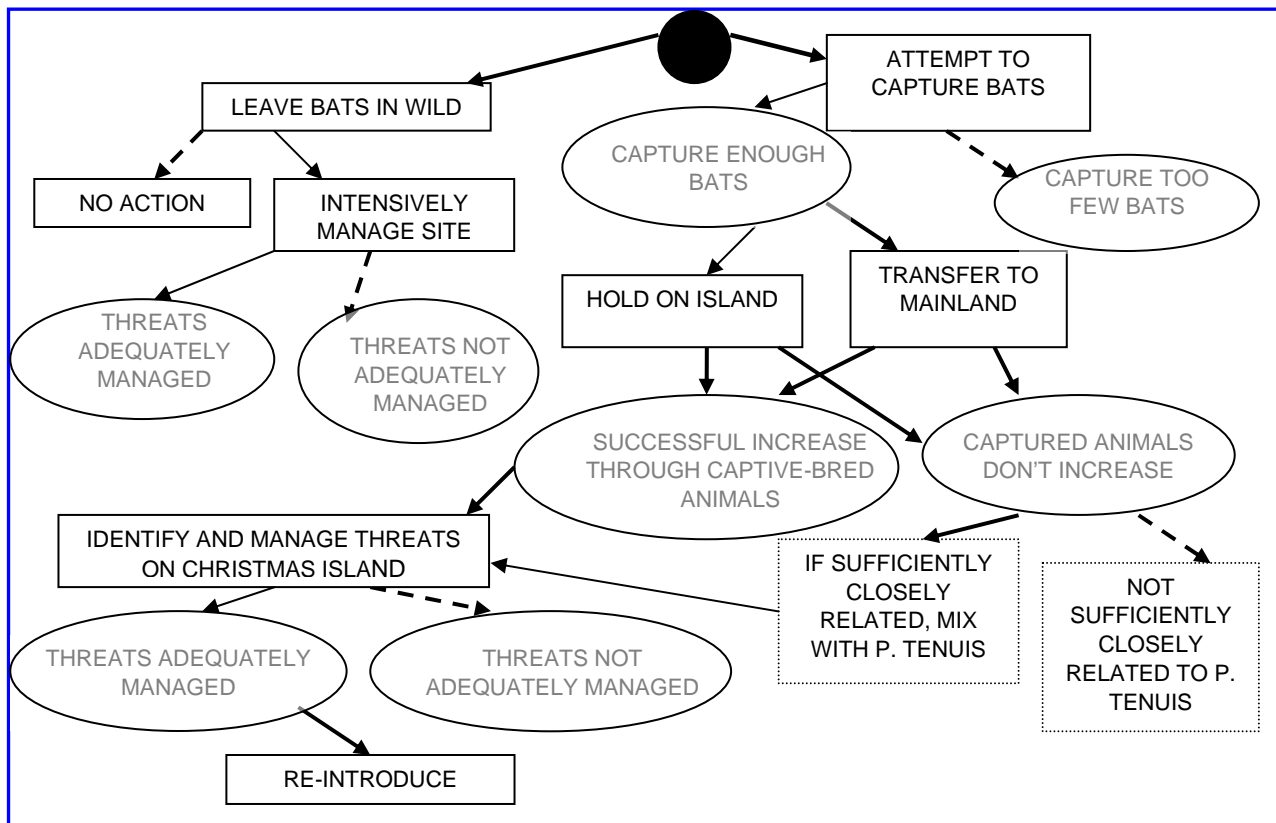 ATTEMPT TO
CAPTURE BATS
LEAVE BATS IN WILD
CAPTURE ENOUGH
BATS
CAPTURE TOO
FEW BATS
NO ACTION
INTENSIVELY
MANAGE SITE
HOLD ON ISLAND
TRANSFER TO
MAINLAND
THREATS
ADEQUATELY
MANAGED
THREATS NOT
ADEQUATELY
MANAGED
SUCCESSFUL INCREASE
THROUGH CAPTIVE-BRED
ANIMALS
CAPTURED ANIMALS
DON'T INCREASE
IDENTIFY AND MANAGE THREATS
ON CHRISTMAS ISLAND
IF SUFFICIENTLY
CLOSELY
RELATED, MIX
WITH P. TENUIS
NOT
SUFFICIENTLY
CLOSELY
RELATED TO P.
TENUIS
THREATS ADEQUATELY
MANAGED
THREATS NOT
ADEQUATELY MANAGED
RE-INTRODUCE